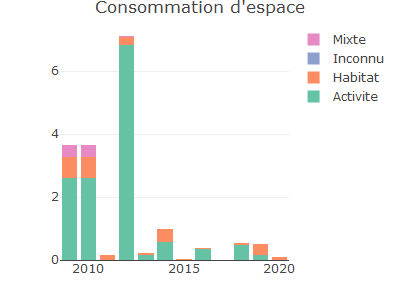 Consommation d'espace
Mixte
Inconnu
Habitat
Activite
6
4
2
0
2010
2015
2020